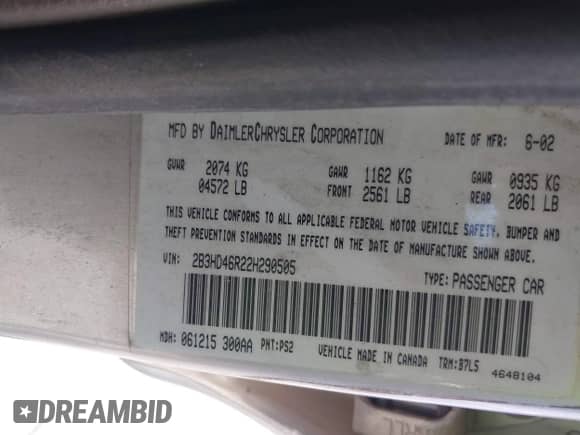 MFD BY DAIMLERCHRYSLER CORPORATION DATE OF MFR: 6-02
GVWR 2074 KG GAWR 1162 KG GAWR 0935 KG
04572 LB FRONT 2561 LB REAR 2061 LB
THIS VEHICLE CONFORMS TO ALL APPLICABLE FEDERAL MOTOR VEHICLE SAFETY, BUMPER AND
THEFT PREVENTION STANDARDS IN EFFECT ON THE DATE OF MANUFACTURE SHOWN ABOVE.
VIN: 2B3HD46R22H290505 TYPE: PASSENGER CAR
MDH: 061215 300AA PNT: PS2 VEHICLE MADE IN CANADA TRM: B7L5
4648104
DREAMBID